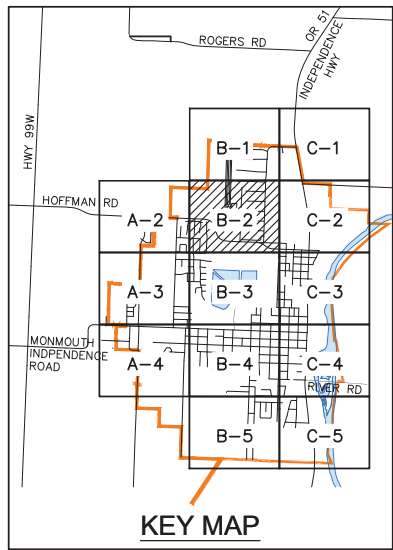 ROGERS RD
OR 51
INDEPENDENCE
HWY
HWY 99W
B-1
C-1
HOFFMAN RD
A-2
B-2
C-2
A-3
B-3
C-3
MONMOUTH
INDPENDENCE
ROAD
A-4
B-4
C-4
RIVER RD
B-5
C-5
KEY MAP